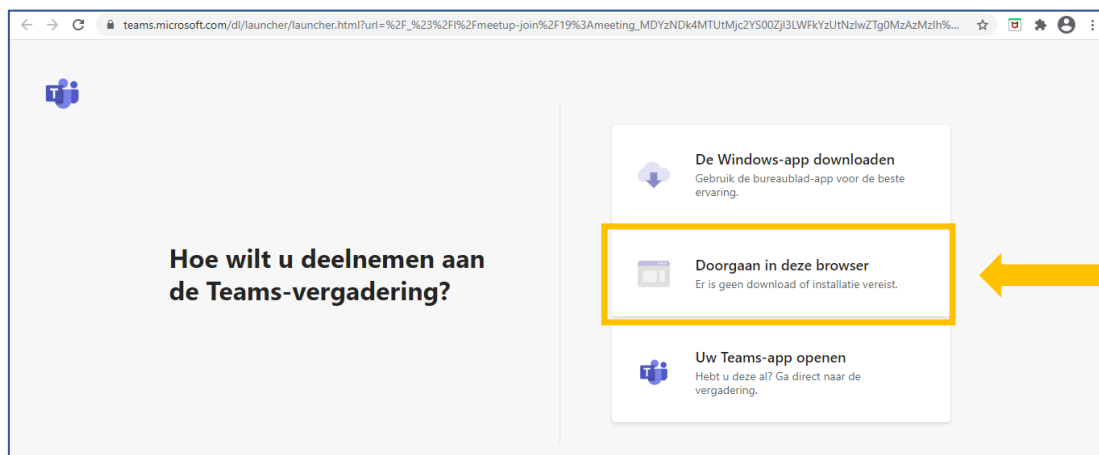 teams.microsoft.com/dl/launcher/launcher.html?url=%2F_%23%2Fl%2Fmeetup-join%2F19%3Ameeting_MDYzNDk4MTUtMjc2YS00ZjI3LWFkYzUtNzIwZTg0MzAzMzlh%...
T
De Windows-app downloaden
Gebruik de bureaublad-app voor de beste
ervaring.
Hoe wilt u deelnemen aan
de Teams-vergadering?
Doorgaan in deze browser
Er is geen download of installatie vereist.
Uw Teams-app openen
Hebt u deze al? Ga direct naar de
vergadering.